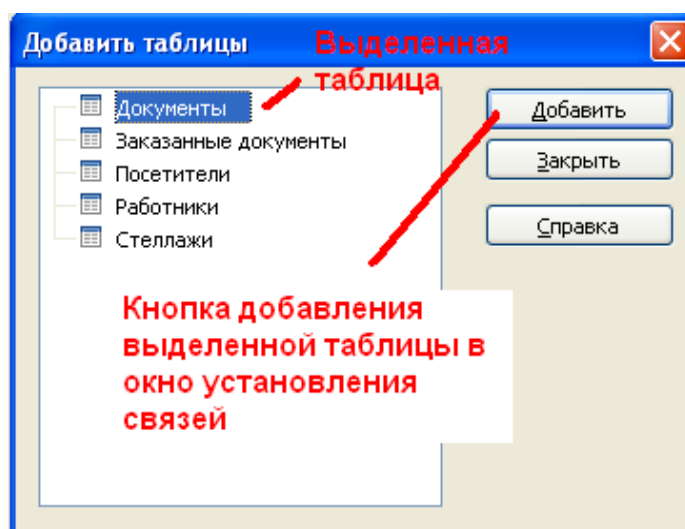 Добавить таблицы
Выделенная
таблица
Документы
Заказанные документы
Посетители
Работники
Стеллажи
Добавить
Закрыть
Справка
Кнопка добавления
выделенной таблицы в
окно установления
связей